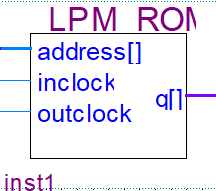 LPM_ROM
address[]
inclock
q[]
outclock
inst1